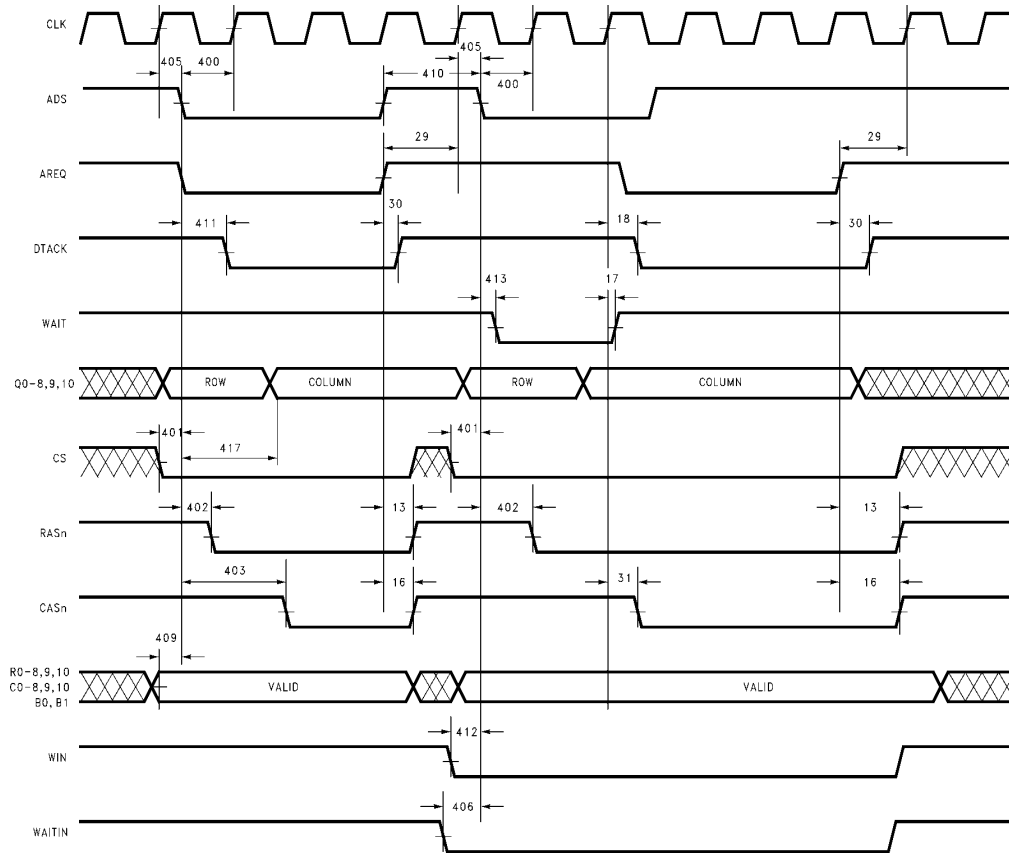 CLK
405
405 400
410
400
ADS
29
29
AREQ
411
30
18
30
DTACK
413
17
WAIT
Q0-8,9,10
ROW
COLUMN
ROW
COLUMN
401
401
417
CS
402
13
402
13
RASn
403
16
31
16
CASn
409
R0-8,9,10
C0-8,9,10
B0,B1
VALID
VALID
412
WIN
406
WAITIN